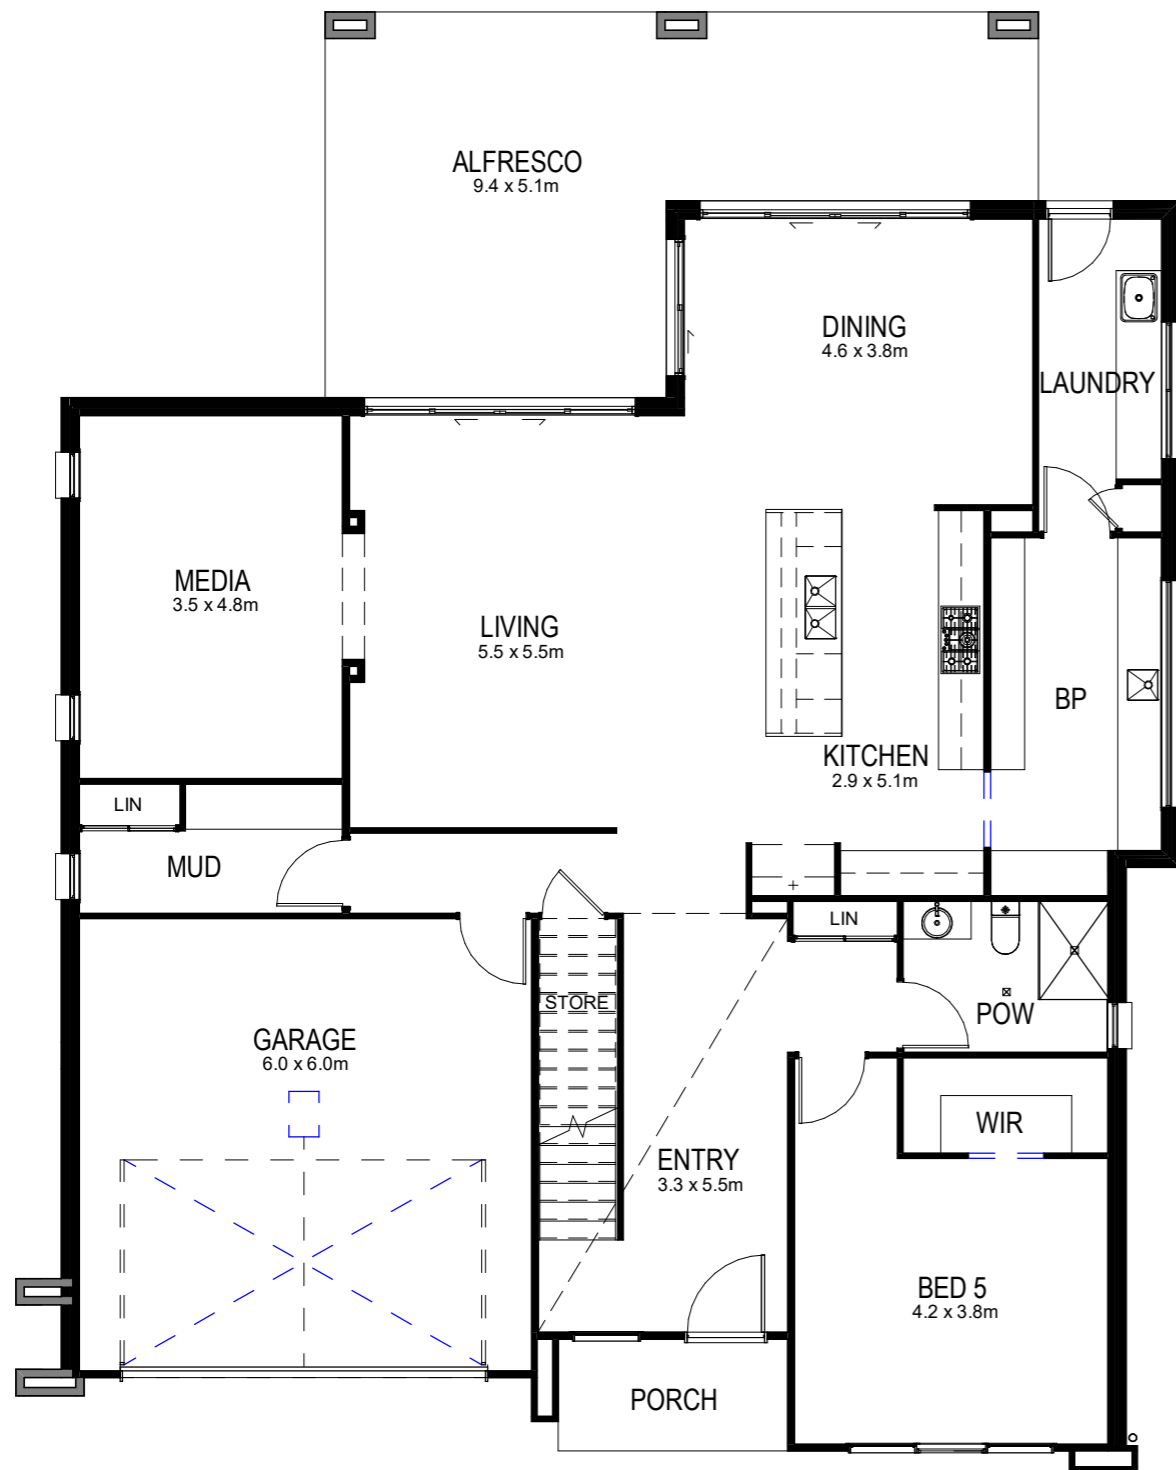 ALFRESCO
9.4 x 5.1m
DINING
4.6 x 3.8m
LAUNDRY
MEDIA
3.5 x 4.8m
LIVING
5.5 x 5.5m
BP
KITCHEN
2.9 x 5.1m
LIN
MUD
LIN
STORE
POW
GARAGE
6.0 x 6.0m
WIR
ENTRY
3.3 x 5.5m
BED 5
4.2 x 3.8m
PORCH